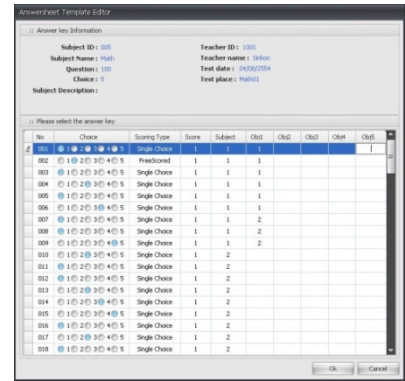 Answersheet Template Editor
:: Answer key Information
Subject ID : 005 Teacher ID : 1001
Subject Name : Math Teacher name : Sirikon
Question : 100 Test date : 04/08/2554
Choice : 5 Test place : Math01
Subject Description :
:: Please select the answer key
No Choice Scoring Type Score Subject Obj1 Obj2 Obj3 Obj4 Obj5
001 1 2 3 4 5 Single Choice 1 1 1
002 1 2 3 4 5 FreeScored 1 1 1
003 1 2 3 4 5 Single Choice 1 1 1
004 1 2 3 4 5 Single Choice 1 1 1
005 1 2 3 4 5 Single Choice 1 1 1
006 1 2 3 4 5 Single Choice 1 1 1
007 1 2 3 4 5 Single Choice 1 1 2
008 1 2 3 4 5 Single Choice 1 1 2
009 1 2 3 4 5 Single Choice 1 1 2
010 1 2 3 4 5 Single Choice 1 2
011 1 2 3 4 5 Single Choice 1 2
012 1 2 3 4 5 Single Choice 1 2
013 1 2 3 4 5 Single Choice 1 2
014 1 2 3 4 5 Single Choice 1 2
015 1 2 3 4 5 Single Choice 1 2
016 1 2 3 4 5 Single Choice 1 2
017 1 2 3 4 5 Single Choice 1 2
018 1 2 3 4 5 Single Choice 1 2
Ok Cancel